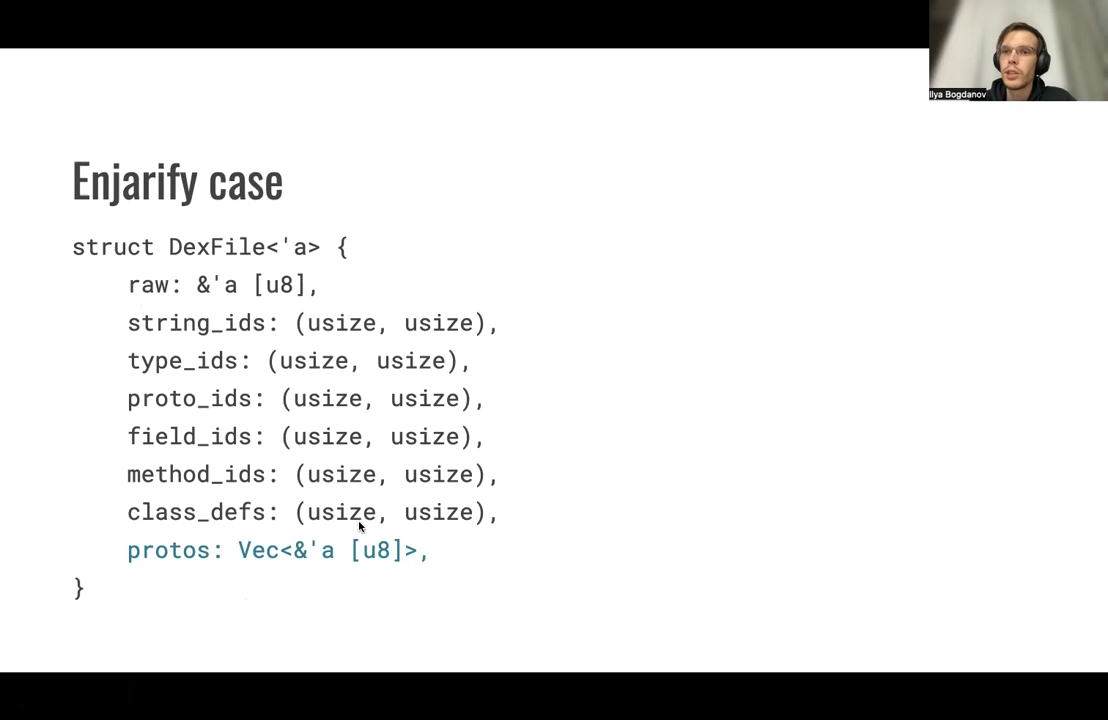 Ilya Bogdanov
Enjarify case
struct DexFile<'a> {
raw: &'a [u8],
string_ids: (usize, usize),
type_ids: (usize, usize),
proto_ids: (usize, usize),
field_ids: (usize, usize),
method_ids: (usize, usize),
class_defs: (usize, usize),
protos: Vec<&'a [u8]>,
}